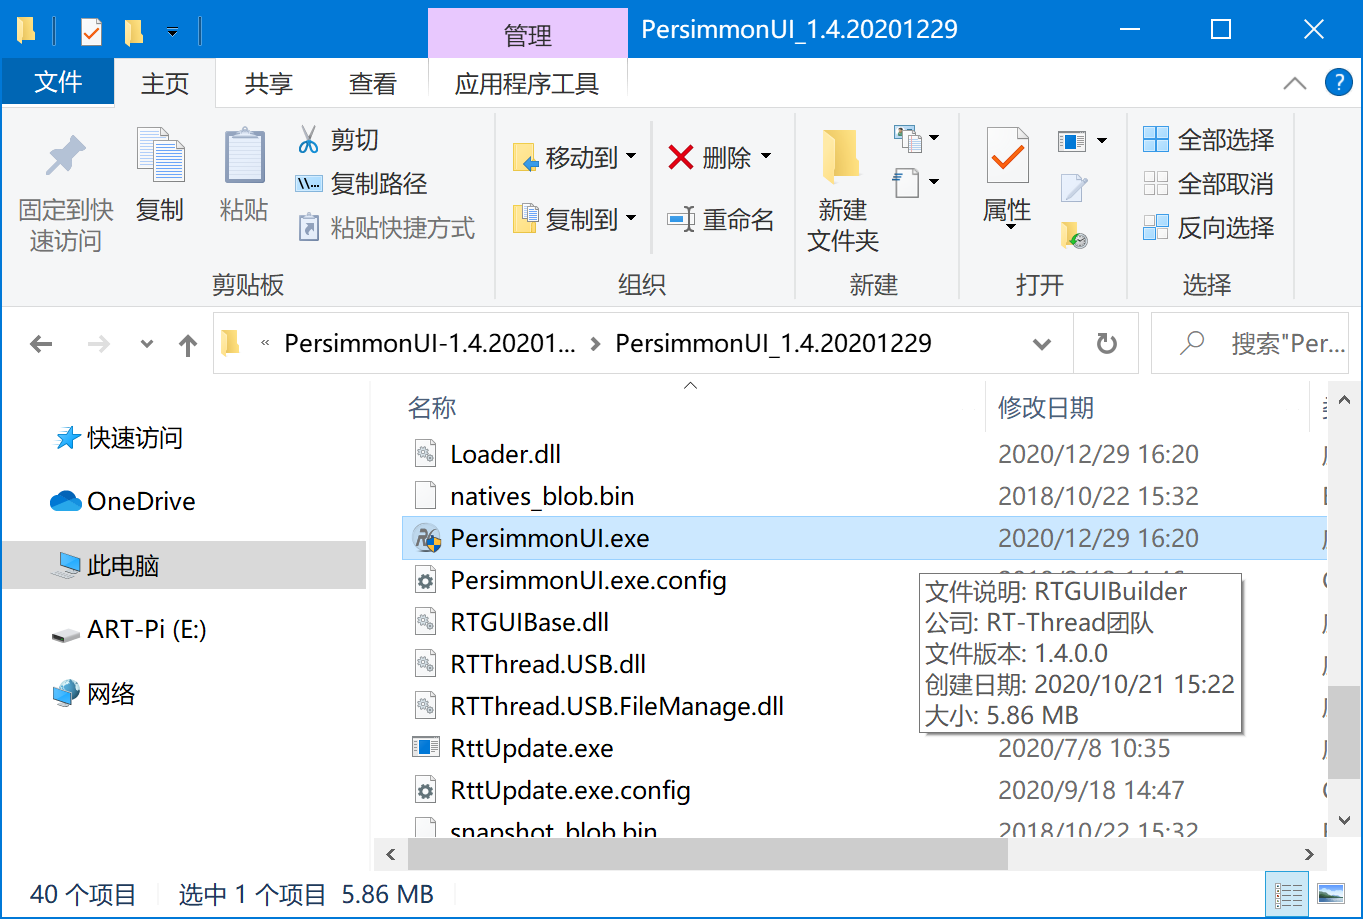 管理
PersimmonUI_1.4.20201229
文件
主页
共享
查看
应用程序工具
?
固定到快
速访问
复制
粘贴
剪切
复制路径
粘贴快捷方式
剪贴板
移动到
复制到
删除
重命名
组织
新建
文件夹
新建
属性
打开
全部选择
全部取消
反向选择
选择
« PersimmonUI-1.4.20201... > PersimmonUI_1.4.20201229
搜索"Per...
快速访问
OneDrive
此电脑
ART-Pi (E:)
网络
名称 修改日期
Loader.dll 2020/12/29 16:20
natives_blob.bin 2018/10/22 15:32
PersimmonUI.exe 2020/12/29 16:20
PersimmonUI.exe.config
RTGUIBase.dll
RTThread.USB.dll
RTThread.USB.FileManage.dll
RttUpdate.exe 2020/7/8 10:35
RttUpdate.exe.config 2020/9/18 14:47
snapshot_blob.bin 2018/10/22 15:32
文件说明: RTGUIBuilder
公司: RT-Thread团队
文件版本: 1.4.0.0
创建日期: 2020/10/21 15:22
大小: 5.86 MB
40 个项目 选中 1 个项目 5.86 MB